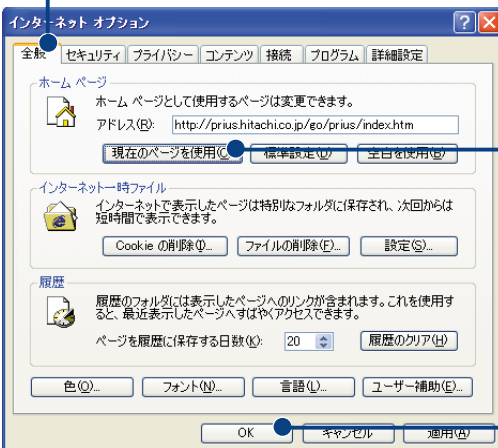 インターネット オプション
全般 セキュリティ プライバシー コンテンツ 接続 プログラム 詳細設定
ホーム ページ
ホーム ページとして使用するページは変更できます。
アドレス(R): http://prius.hitachi.co.jp/go/prius/index.htm
現在のページを使用(C) 標準設定(U) 空白を使用(B)
インターネット一時ファイル
インターネットで表示したページは特別なフォルダに保存され、次回からは
短時間で表示できます。
Cookie の削除(I)... ファイルの削除(F)... 設定(S)...
履歴
履歴のフォルダには表示したページへのリンクが含まれます。これを使用す
ると、最近表示したページへすばやくアクセスできます。
ページを履歴に保存する日数(K): 20 履歴のクリア(H)
色(O)... フォント(N)... 言語(L)... ユーザー補助(E)...
OK キャンセル 適用(A)